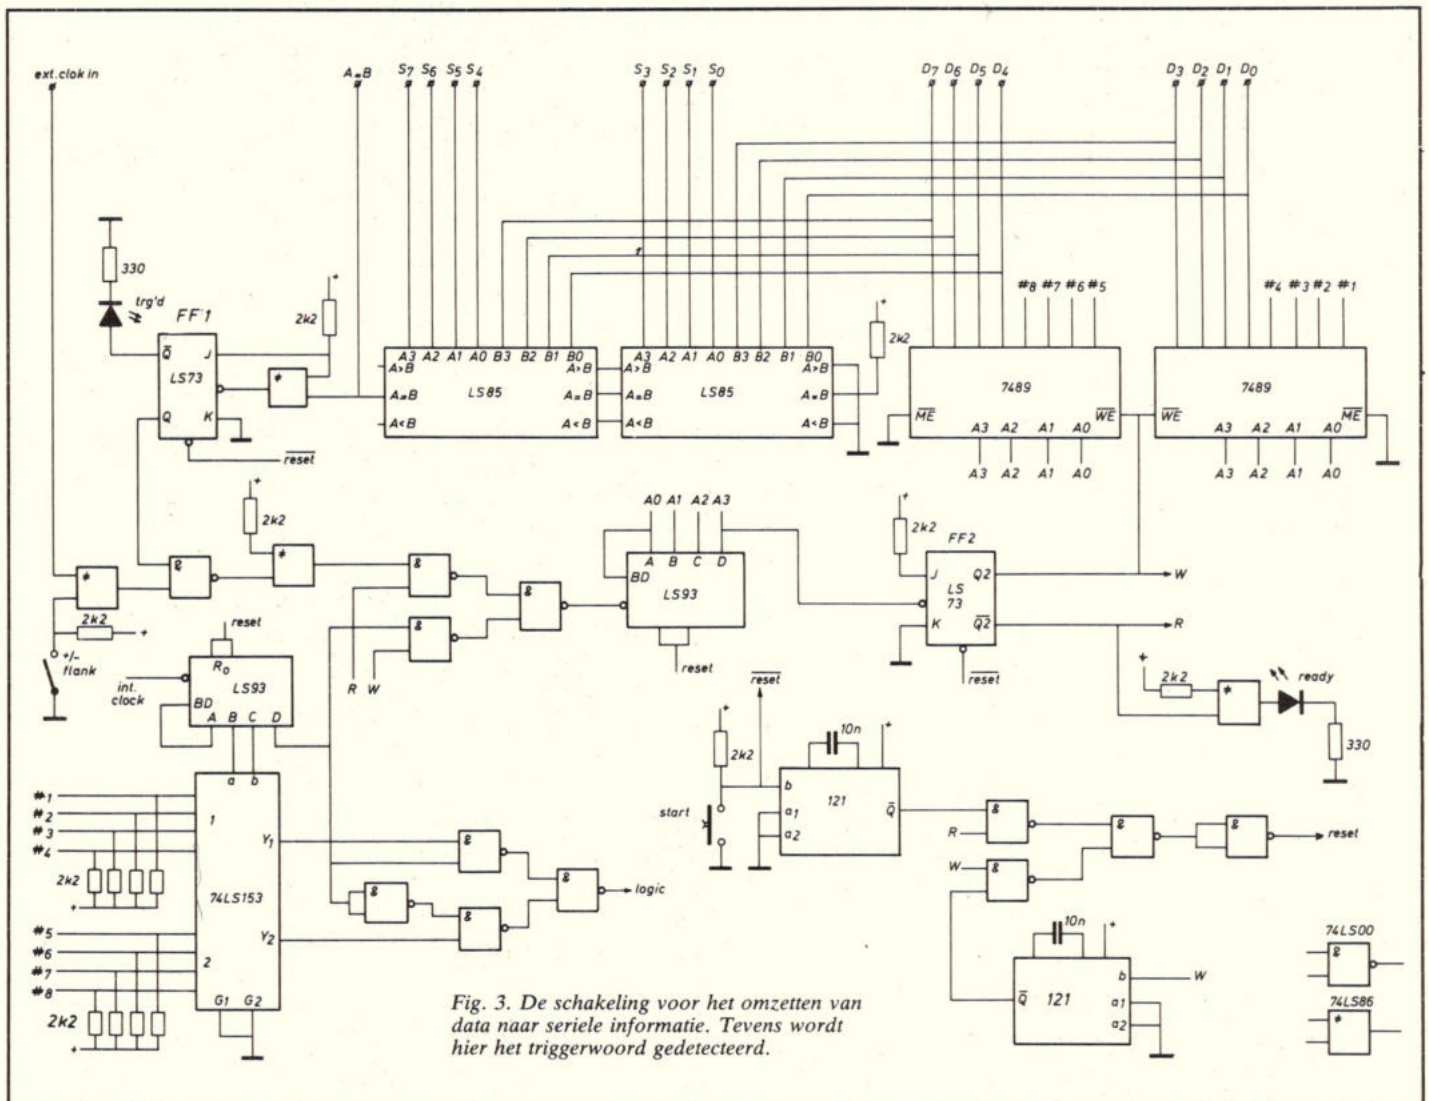 ext.clok in
A=B S7 S6 S5 S4 S3 S2 S1 S0 D7 D6 D5 D4 D3 D2 D1 D0
330
trg'd
FF1
2k2
+
Q̅ J
LS73
Q K
reset̅
*
A3 A2 A1 A0 B3 B2 B1 B0
A>B A>B
A=B LS85 A=B
A<B A<B
A3 A2 A1 A0 B3 B2 B1 B0
A>B A>B
A=B LS85 A=B
A<B A<B
+
2k2
#8 #7 #6 #5
7489
M̅E̅ W̅E̅
A3 A2 A1 A0
A3 A2 A1 A0
#4 #3 #2 #1
7489
W̅E̅ M̅E̅
A3 A2 A1 A0
A3 A2 A1 A0
+
2k2
*
&
*
2k2 +
+/-
flank
&
&
&
R W
A0 A1 A2 A3
A B C D
BD
LS93
reset
+
2k2
FF2
J Q2
LS
73
K Q̅2̅
reset̅
W
R
+
2k2
*
ready
330
reset
R0
int.
clock
LS93
BD
A B C D
a b
#1
#2
#3
#4
1
2k2
+
74LS153
Y1
#5
#6
#7
#8
2
Y2
G1 G2
2k2
+
&
&
&
&
logic
reset̅
+
2k2
start
10n
+
b
a1
a2
121
Q̅
R
&
W
&
&
&
reset
10n
+
b W
Q̅ 121 a1
a2
74LS00
&
74LS86
*
Fig. 3. De schakeling voor het omzetten van
data naar seriele informatie. Tevens wordt
hier het triggerwoord gedetecteerd.